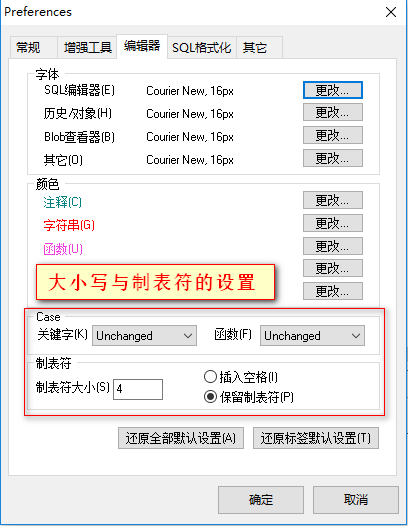 Preferences
常规 增强工具 编辑器 SQL格式化 其它
字体
SQL编辑器(E) Courier New, 16px 更改...
历史/对象(H) Courier New, 16px 更改...
Blob查看器(B) Courier New, 16px 更改...
其它(O) Courier New, 16px 更改...
颜色
注释(C) 更改...
字符串(G) 更改...
函数(U) 更改...
更改...
大小写与制表符的设置
更改...
Case
关键字(K) Unchanged 函数(F) Unchanged
制表符
制表符大小(S) 4 插入空格(I)
保留制表符(P)
还原全部默认设置(A) 还原标签默认设置(T)
确定 取消